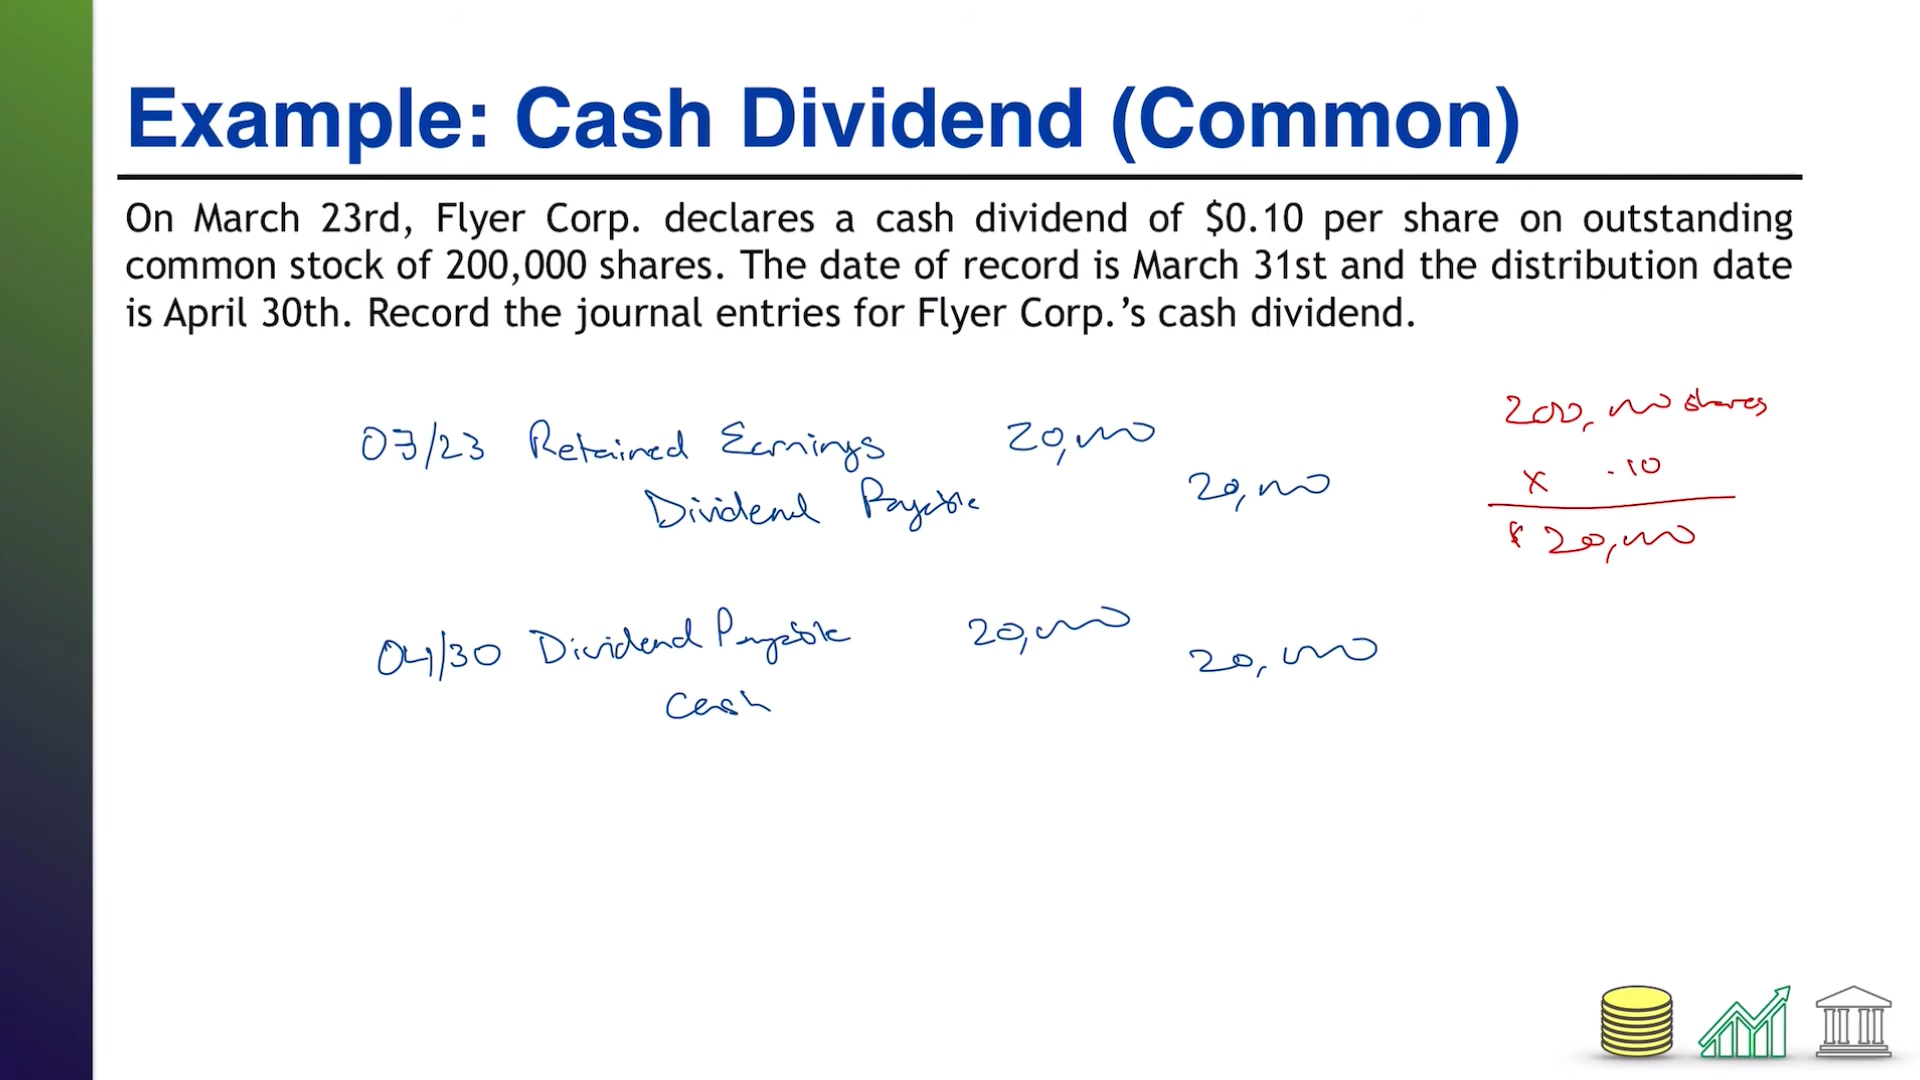 Example: Cash Dividend (Common)
On March 23rd, Flyer Corp. declares a cash dividend of $0.10 per share on outstanding
common stock of 200,000 shares. The date of record is March 31st and the distribution date
is April 30th. Record the journal entries for Flyer Corp.’s cash dividend.
200,000 shares
03/23 Retained Earnings 20,000
x .10
Dividend Payable 20,000
$ 20,000
04/30 Dividend Payable 20,000
Cash 20,000